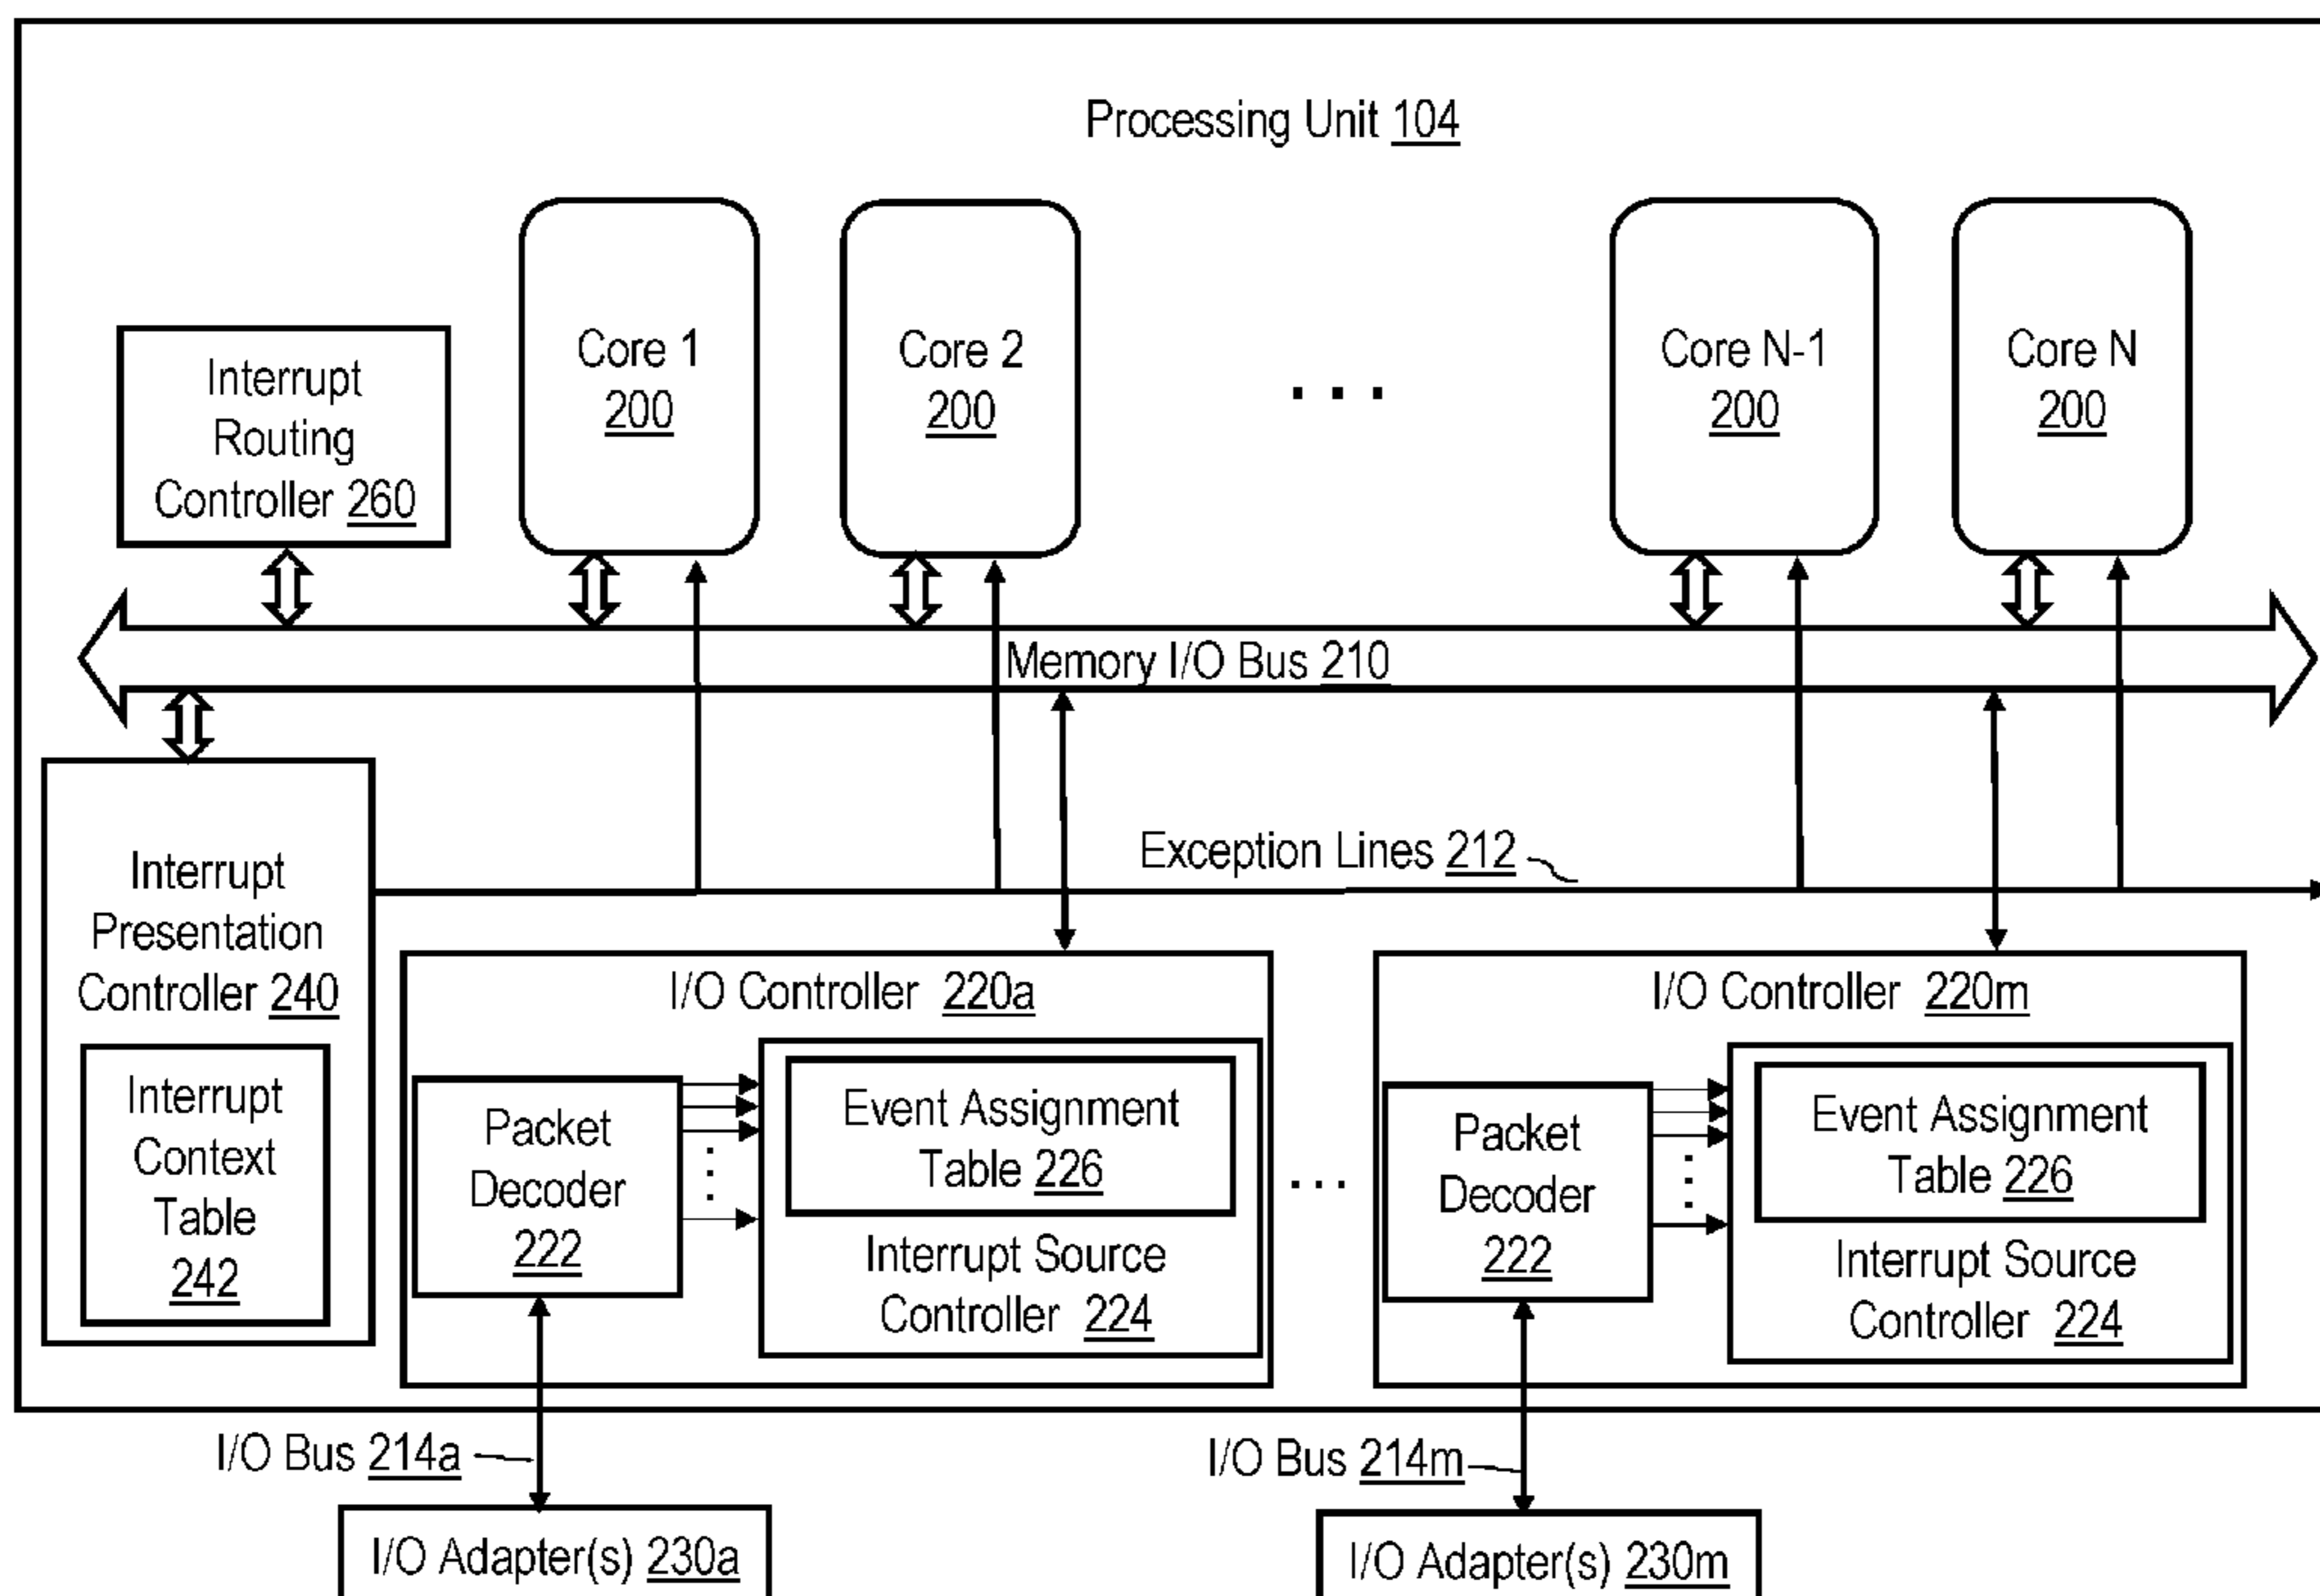 Processing Unit 104
Interrupt
Routing
Controller 260
Core 1
200
Core 2
200
...
Core N-1
200
Core N
200
Memory I/O Bus 210
Exception Lines 212
Interrupt
Presentation
Controller 240
Interrupt
Context
Table
242
I/O Controller 220a
Packet
Decoder
222
Event Assignment
Table 226
Interrupt Source
Controller 224
...
I/O Controller 220m
Packet
Decoder
222
Event Assignment
Table 226
Interrupt Source
Controller 224
I/O Bus 214a
I/O Bus 214m
I/O Adapter(s) 230a
I/O Adapter(s) 230m